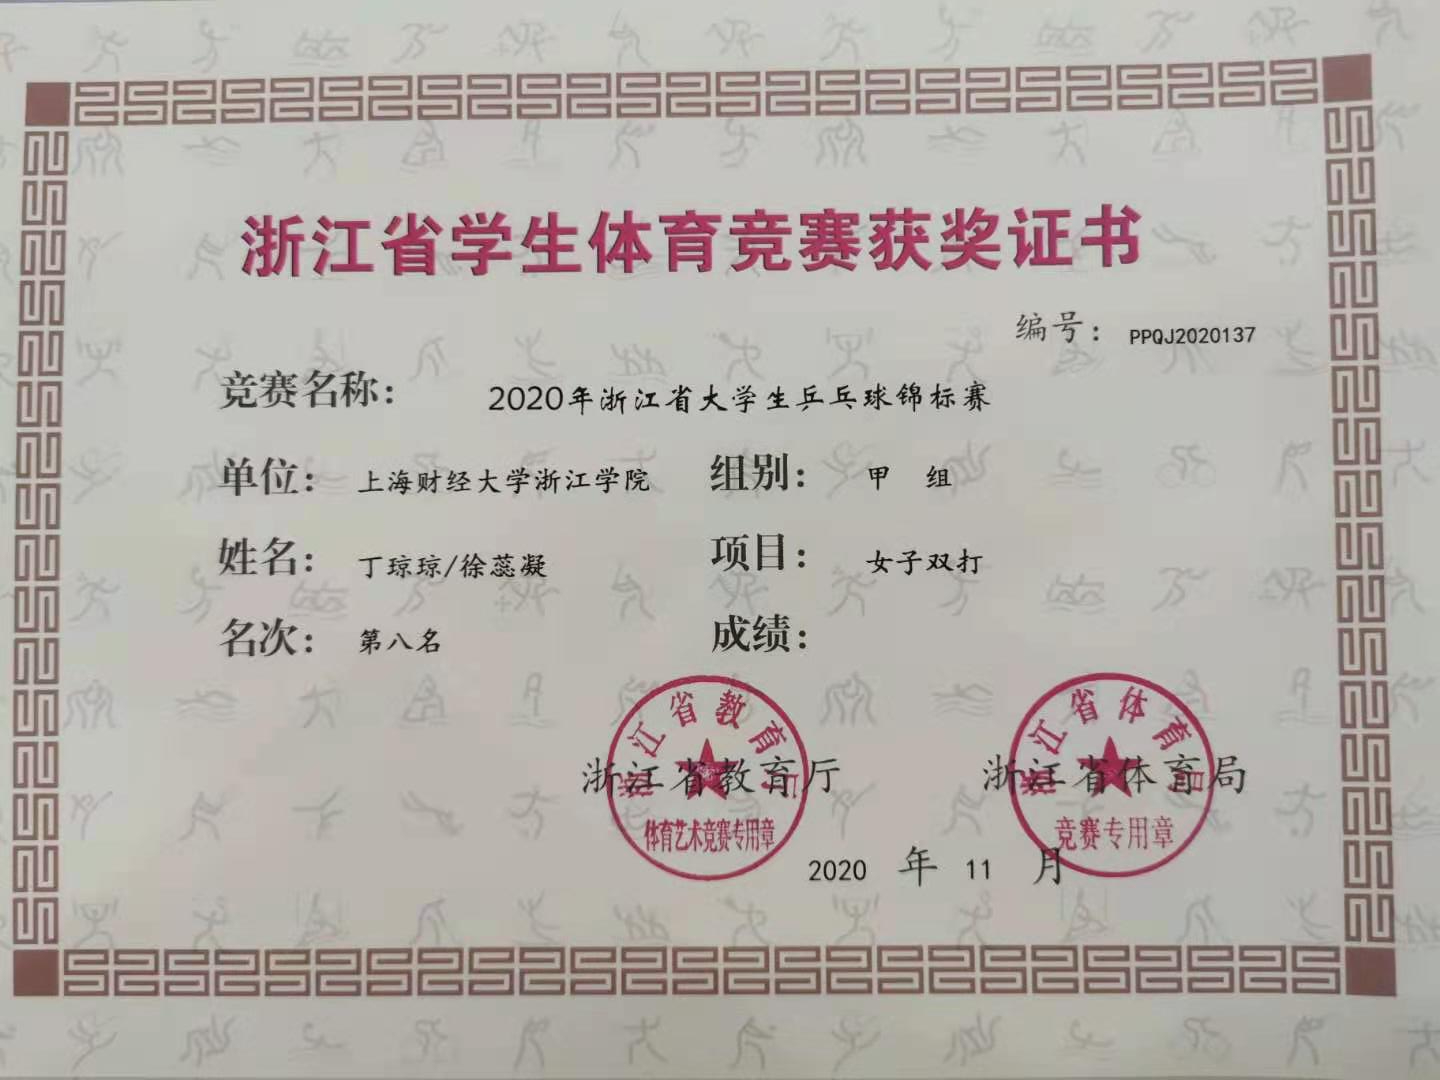 浙江省学生体育竞赛获奖证书
编号： PPQJ2020137
竞赛名称： 2020年浙江省大学生乒乓球锦标赛
单位： 上海财经大学浙江学院 组别： 甲 组
姓名： 丁琼琼/徐蕊凝 项目： 女子双打
名次： 第八名 成绩：
浙江省教育厅
浙江省体育局
浙江省教育厅 浙江省体育局
体育艺术竞赛专用章 竞赛专用章
2020 年 11 月